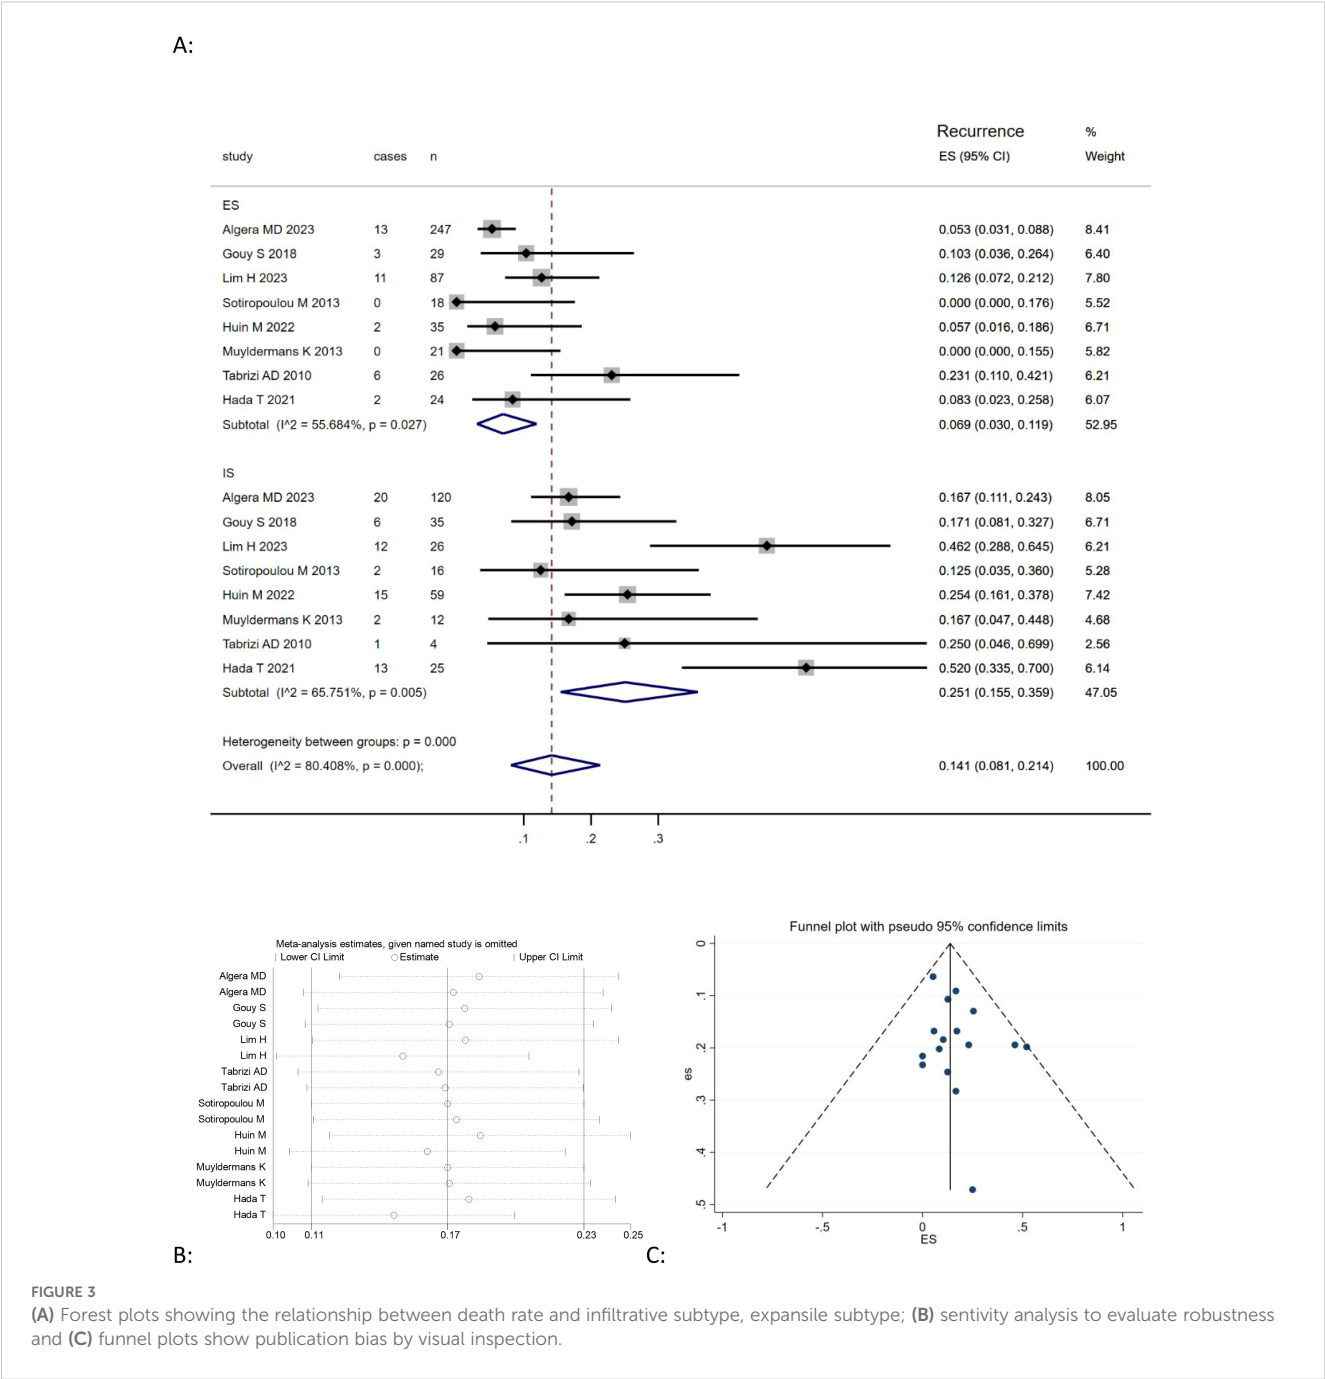 A:
Recurrence %
study cases n ES (95% CI) Weight
ES
Algera MD 2023 13 247 0.053 (0.031, 0.088) 8.41
Gouy S 2018 3 29 0.103 (0.036, 0.264) 6.40
Lim H 2023 11 87 0.126 (0.072, 0.212) 7.80
Sotiropoulou M 2013 0 18 0.000 (0.000, 0.176) 5.52
Huin M 2022 2 35 0.057 (0.016, 0.186) 6.71
Muyldermans K 2013 0 21 0.000 (0.000, 0.155) 5.82
Tabrizi AD 2010 6 26 0.231 (0.110, 0.421) 6.21
Hada T 2021 2 24 0.083 (0.023, 0.258) 6.07
Subtotal (I^2 = 55.684%, p = 0.027) 0.069 (0.030, 0.119) 52.95
IS
Algera MD 2023 20 120 0.167 (0.111, 0.243) 8.05
Gouy S 2018 6 35 0.171 (0.081, 0.327) 6.71
Lim H 2023 12 26 0.462 (0.288, 0.645) 6.21
Sotiropoulou M 2013 2 16 0.125 (0.035, 0.360) 5.28
Huin M 2022 15 59 0.254 (0.161, 0.378) 7.42
Muyldermans K 2013 2 12 0.167 (0.047, 0.448) 4.68
Tabrizi AD 2010 1 4 0.250 (0.046, 0.699) 2.56
Hada T 2021 13 25 0.520 (0.335, 0.700) 6.14
Subtotal (I^2 = 65.751%, p = 0.005) 0.251 (0.155, 0.359) 47.05
Heterogeneity between groups: p = 0.000
Overall (I^2 = 80.408%, p = 0.000); 0.141 (0.081, 0.214) 100.00
.1 .2 .3
Meta-analysis estimates, given named study is omitted
Lower CI Limit Estimate Upper CI Limit
Algera MD
Algera MD
Gouy S
Gouy S
Lim H
Lim H
Tabrizi AD
Tabrizi AD
Sotiropoulou M
Sotiropoulou M
Huin M
Huin M
Muyldermans K
Muyldermans K
Hada T
Hada T
0.10 0.11 0.17 0.23 0.25
B:
Funnel plot with pseudo 95% confidence limits
0
.1
.2
.3
.4
.5
es
-1 -.5 0 .5 1
ES
C:
FIGURE 3
(A) Forest plots showing the relationship between death rate and infiltrative subtype, expansile subtype; (B) sentivity analysis to evaluate robustness
and (C) funnel plots show publication bias by visual inspection.